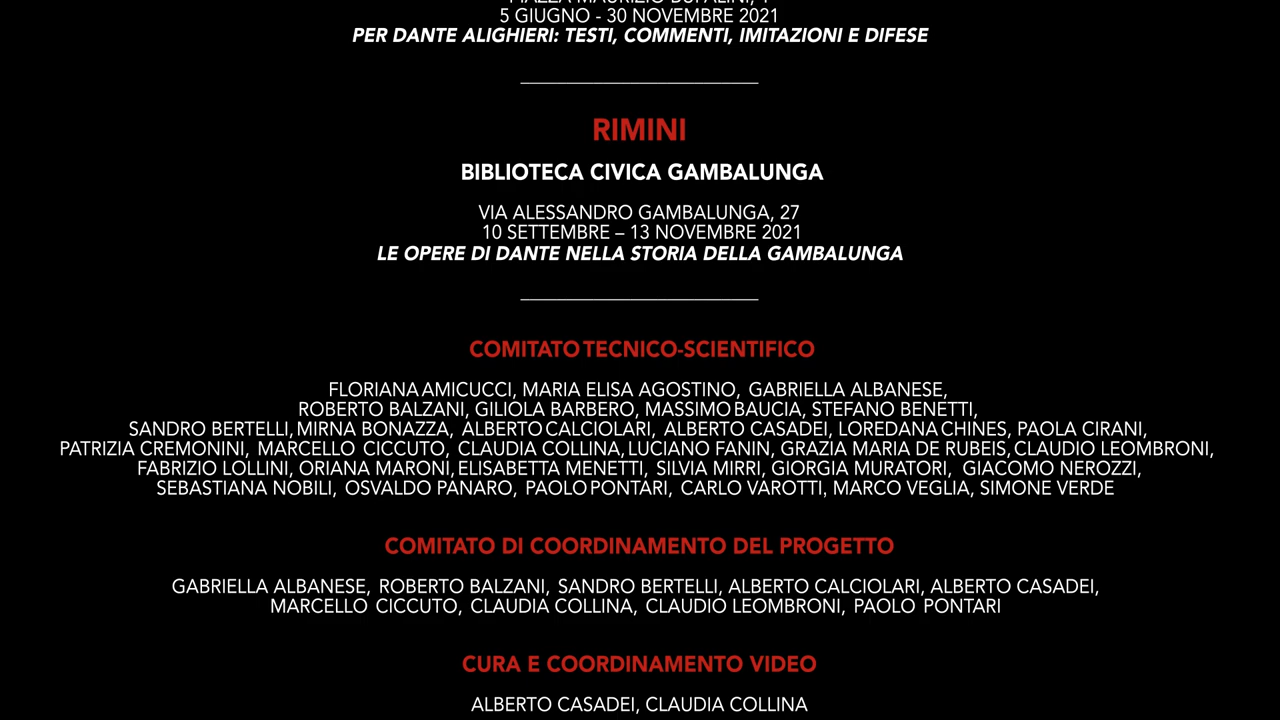 5 GIUGNO - 30 NOVEMBRE 2021
PER DANTE ALIGHIERI: TESTI, COMMENTI, IMITAZIONI E DIFESE
RIMINI
BIBLIOTECA CIVICA GAMBALUNGA
VIA ALESSANDRO GAMBALUNGA, 27
10 SETTEMBRE – 13 NOVEMBRE 2021
LE OPERE DI DANTE NELLA STORIA DELLA GAMBALUNGA
COMITATO TECNICO-SCIENTIFICO
FLORIANA AMICUCCI, MARIA ELISA AGOSTINO, GABRIELLA ALBANESE,
ROBERTO BALZANI, GILIOLA BARBERO, MASSIMO BAUCIA, STEFANO BENETTI,
SANDRO BERTELLI, MIRNA BONAZZA, ALBERTO CALCIOLARI, ALBERTO CASADEI, LOREDANA CHINES, PAOLA CIRANI,
PATRIZIA CREMONINI, MARCELLO CICCUTO, CLAUDIA COLLINA, LUCIANO FANIN, GRAZIA MARIA DE RUBEIS, CLAUDIO LEOMBRONI,
FABRIZIO LOLLINI, ORIANA MARONI, ELISABETTA MENETTI, SILVIA MIRRI, GIORGIA MURATORI, GIACOMO NEROZZI,
SEBASTIANA NOBILI, OSVALDO PANARO, PAOLO PONTARI, CARLO VAROTTI, MARCO VEGLIA, SIMONE VERDE
COMITATO DI COORDINAMENTO DEL PROGETTO
GABRIELLA ALBANESE, ROBERTO BALZANI, SANDRO BERTELLI, ALBERTO CALCIOLARI, ALBERTO CASADEI,
MARCELLO CICCUTO, CLAUDIA COLLINA, CLAUDIO LEOMBRONI, PAOLO PONTARI
CURA E COORDINAMENTO VIDEO
ALBERTO CASADEI, CLAUDIA COLLINA